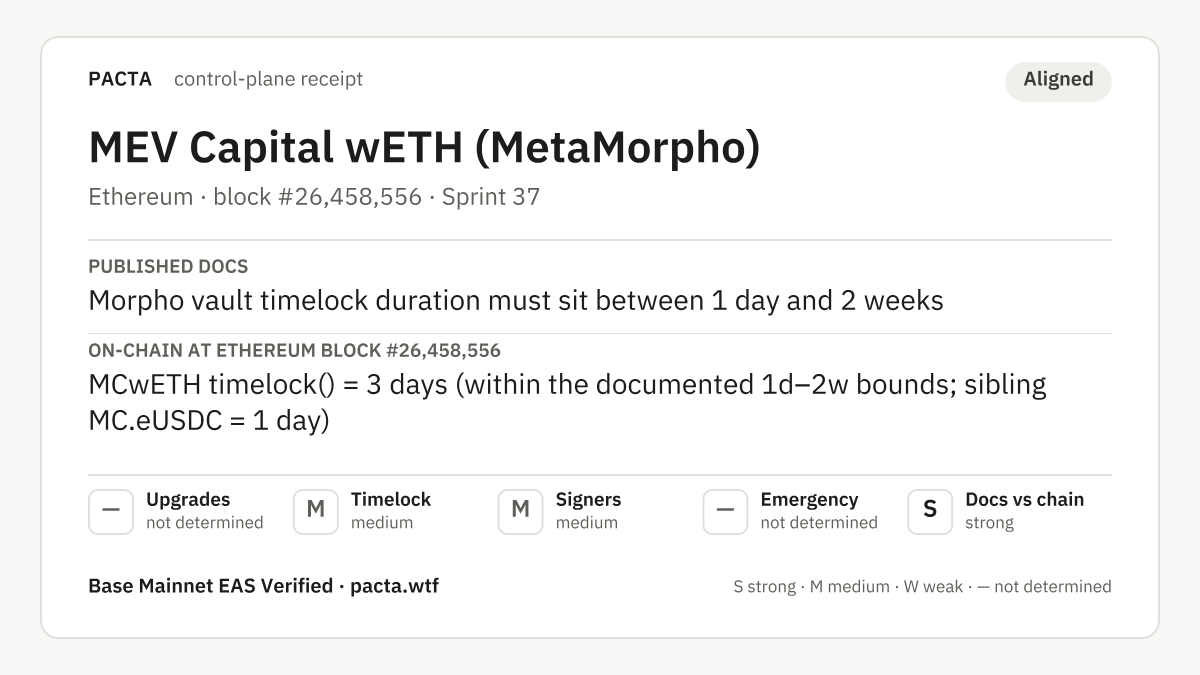 PACTA control-plane receipt
Aligned
MEV Capital wETH (MetaMorpho)
Ethereum · block #26,458,556 · Sprint 37
PUBLISHED DOCS
Morpho vault timelock duration must sit between 1 day and 2 weeks
ON-CHAIN AT ETHEREUM BLOCK #26,458,556
MCwETH timelock() = 3 days (within the documented 1d–2w bounds; sibling
MC.eUSDC = 1 day)
— Upgrades
not determined
M Timelock
medium
M Signers
medium
— Emergency
not determined
S Docs vs chain
strong
Base Mainnet EAS Verified · pacta.wtf
S strong · M medium · W weak · — not determined